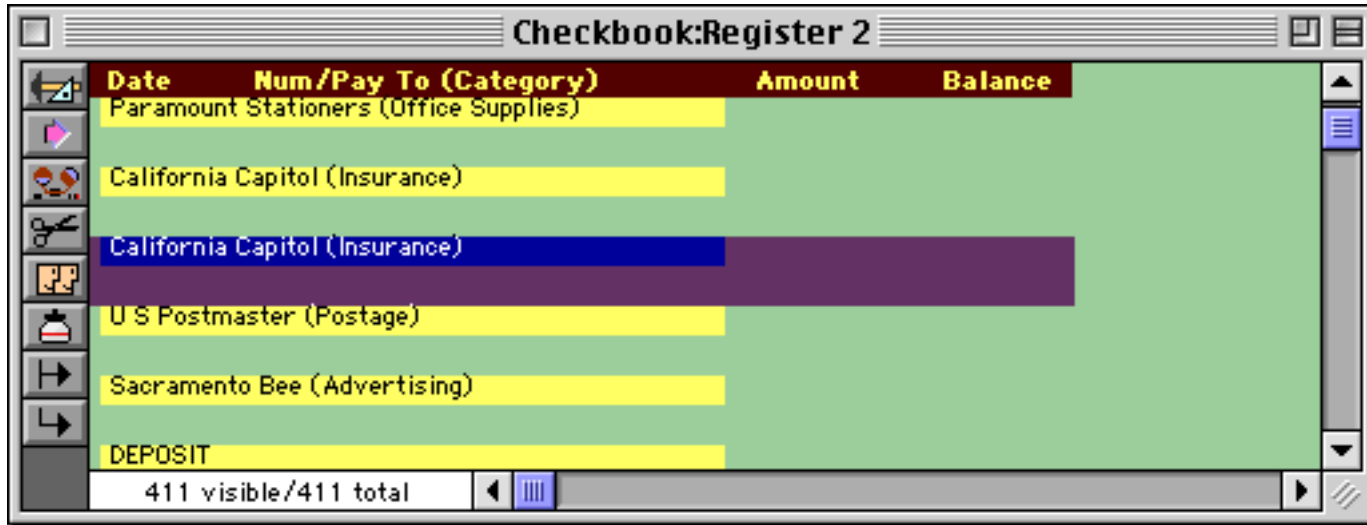 Checkbook:Register 2
Date Num/Pay To (Category) Amount Balance
Paramount Stationers (Office Supplies)
California Capitol (Insurance)
California Capitol (Insurance)
U S Postmaster (Postage)
Sacramento Bee (Advertising)
DEPOSIT
411 visible/411 total